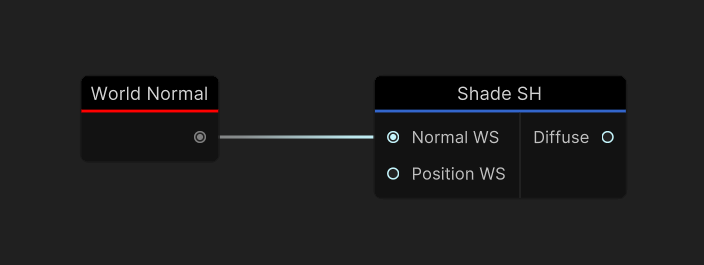 World Normal
Shade SH
Normal WS
Diffuse
Position WS